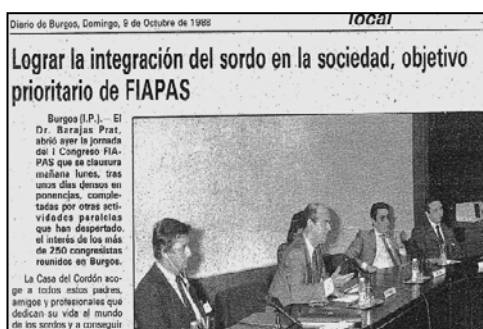 Diario de Burgos, Domingo, 9 de Octubre de 1988
local
Lograr la integración del sordo en la sociedad, objetivo
prioritario de FIAPAS
Burgos (I.P.).— El
Dr. Barajas Prat,
abrió ayer la jornada
del I Congreso FIA-
PAS que se clausura
mañana lunes, tras
unos días densos en
ponencias, comple-
tadas por otras acti-
vidades paralelas
que han despertado
el interés de los más
de 250 congresistas
reunidos en Burgos.
La Casa del Cordón aco-
ge a todos estos padres,
amigos y profesionales que
dedican su vida al mundo
de los sordos y a conseguir